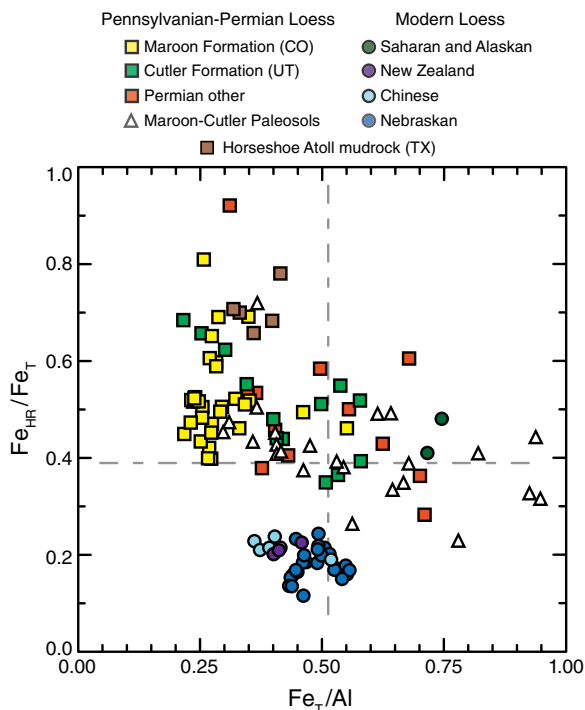 Pennsylvanian-Permian Loess
Modern Loess
Maroon Formation (CO)
Saharan and Alaskan
Cutler Formation (UT)
New Zealand
Permian other
Chinese
Maroon-Cutler Paleosols
Nebraskan
Horseshoe Atoll mudrock (TX)
1.0
0.8
0.6
0.4
0.2
0.0
FeHR/FeT
0.00 0.25 0.50 0.75 1.00
FeT/Al